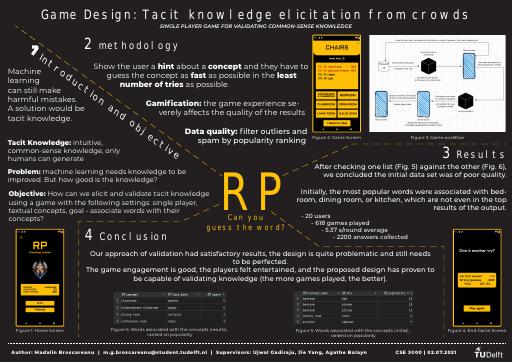 Game Design: Tacit knowledge elicitation from crowds
SINGLE PLAYER GAME FOR VALIDATING COMMON-SENSE KNOWLEDGE
1 Introduction and objective
Machine
learning
can still make
harmful mistakes.
A solution would be
tacit knowledge.
Tacit Knowledge: intuitive,
common-sense knowledge, only
humans can generate
Problem: machine learning needs knowledge to be
improved. But how good is the knowledge?
Objective: How can we elicit and validate tacit knowledge
using a game with the following settings: single player,
textual concepts, goal - associate words with their
concepts?
2 methodology
Show the user a hint about a concept and they have to
guess the concept as fast as possible in the least
number of tries as possible.
Gamification: the game experience se-
verely affects the quality of the results
Data quality: filter outliers and
spam by popularity ranking
CHAIRS
Figure 2: Game Screen
Figure 3: Game workflow
RP
Can you
guess the word?
3 Results
After checking one list (Fig. 5) against the other (Fig. 6),
we concluded the initial data set was of poor quality.
Initially, the most popular words were associated with bed-
room, dining room, or kitchen, which are not even in the top
results of the output.
- 20 users
- 618 games played
- 5.37 s/round average
- 2200 answers collected
4 Conclusion
Our approach of validation had satisfactory results, the design is quite problematic and still needs
to be perfected.
The game engagement is good, the players felt entertained, and the proposed design has proven to
be capable of validating knowledge (the more games played, the better).
RP
Figure 1: Home Screen
Figure 6: Words associated with the concepts (results),
ranked on popularity
Figure 5: Words associated with the concepts (initial),
ranked on popularity
Give it another try?
Play again
Figure 4: End Game Screen
Author: Madalin Broscareanu | m.g.broscareanu@student.tudelft.nl | Supervisors: Ujwal Gadiraju, Jie Yang, Agathe Balayn
CSE 3000 | 02.07.2021
TUDelft